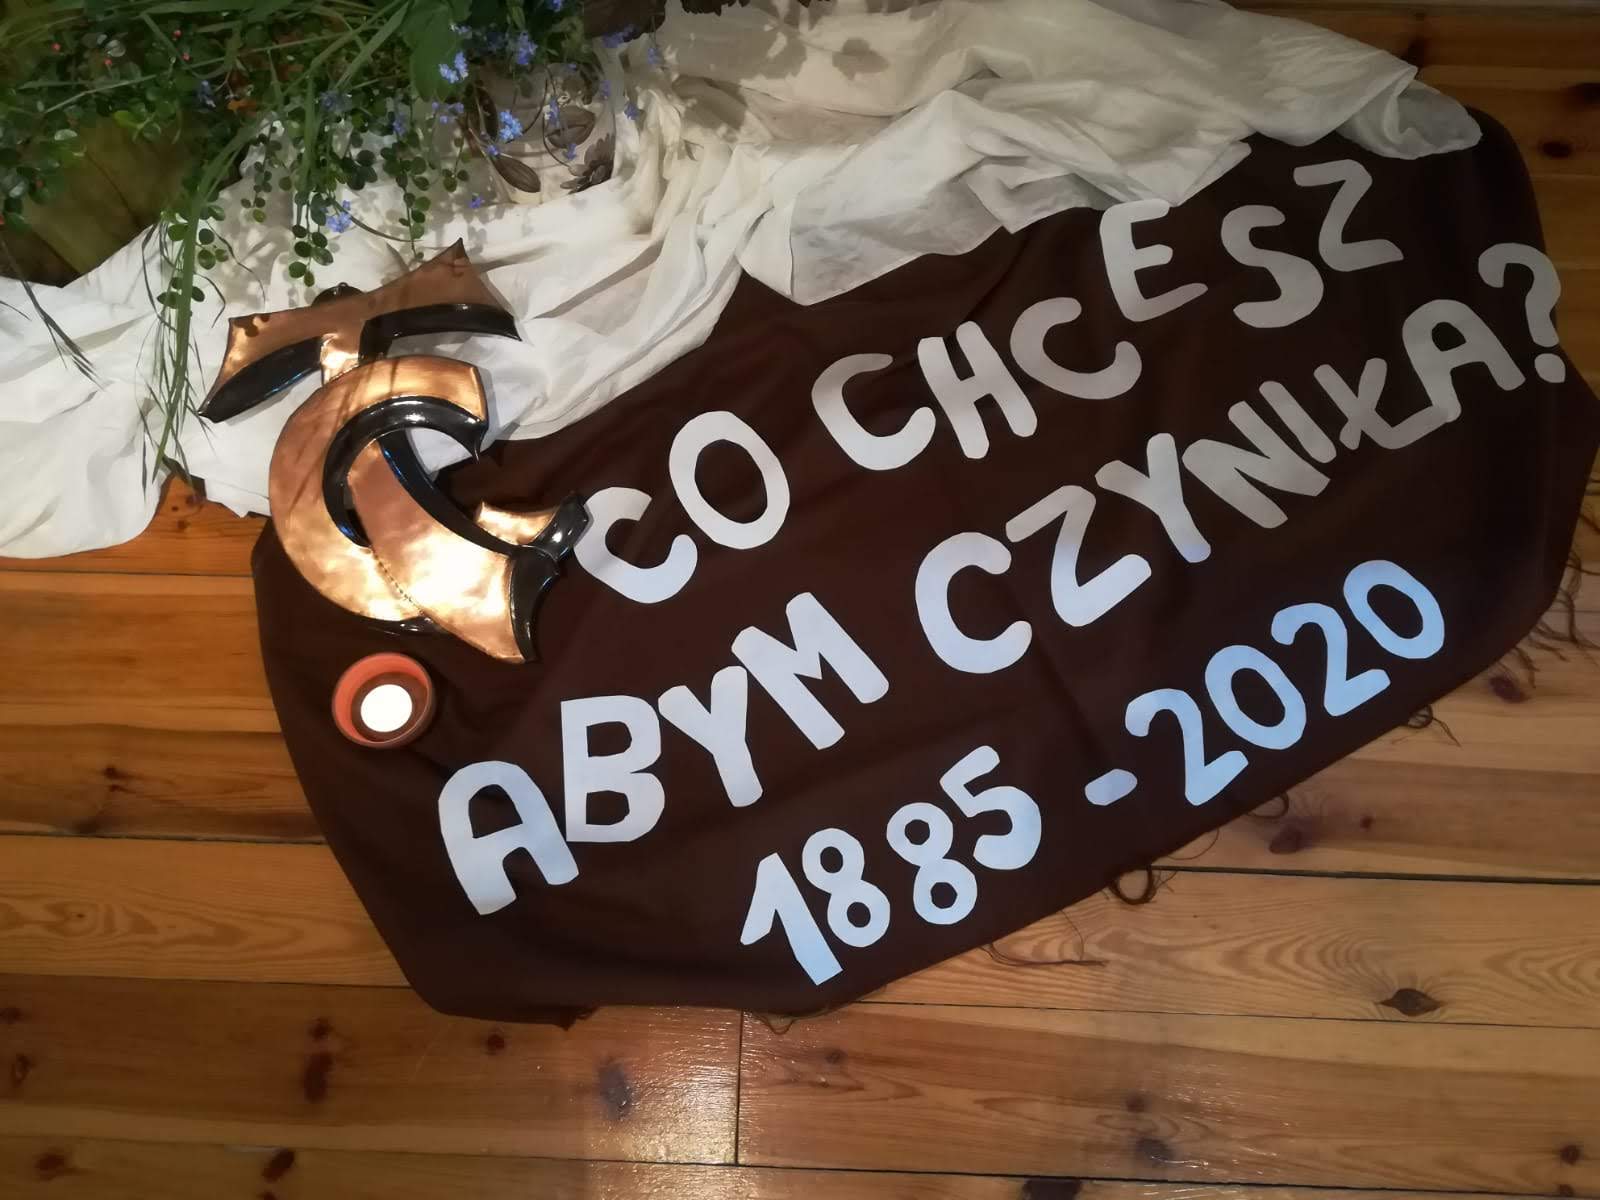 CO CHCESZ
ABYM CZYNIŁA?
1885-2020